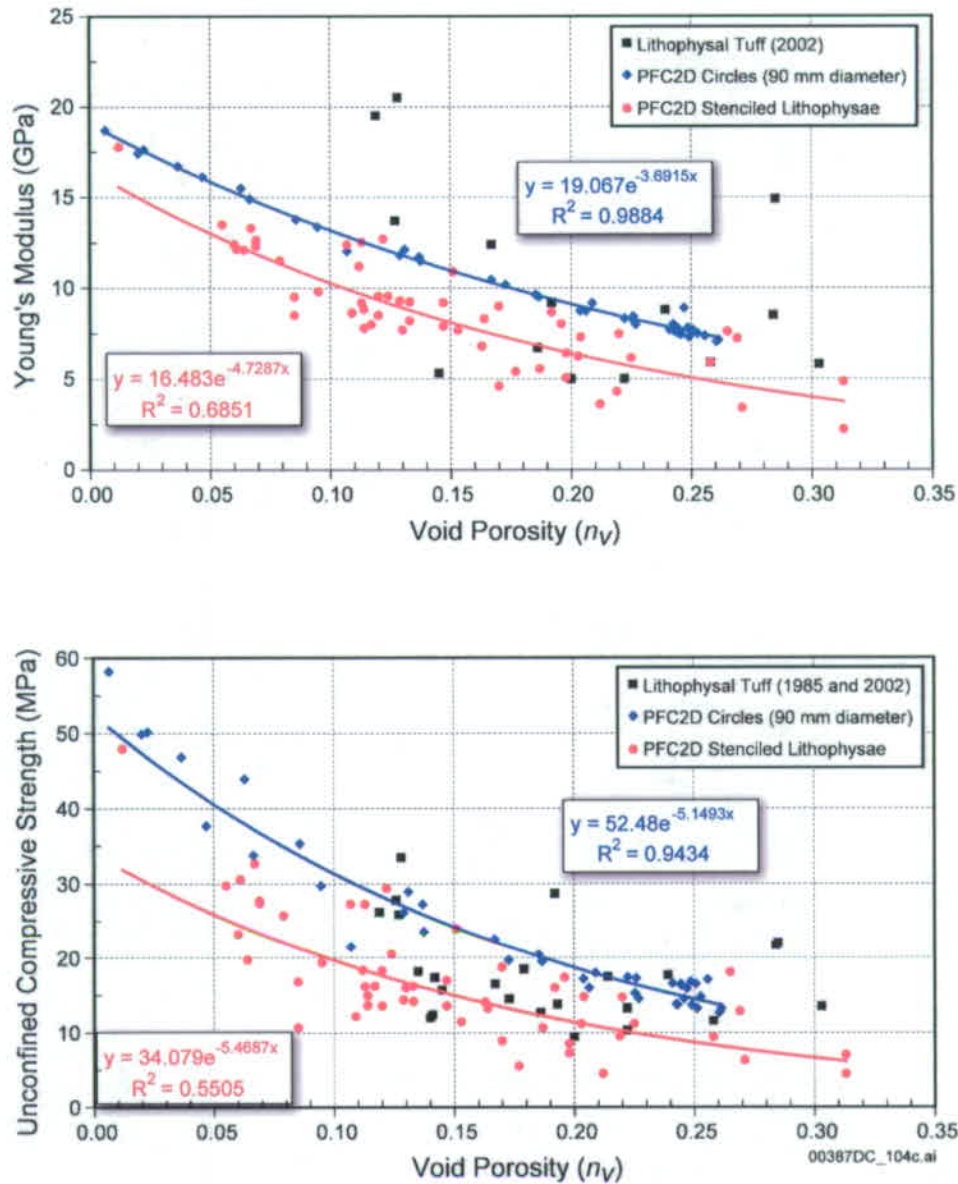 25
20
15
10
5
0
Young's Modulus (GPa)
Lithophysal Tuff (2002)
PFC2D Circles (90 mm diameter)
PFC2D Stenciled Lithophysae
y = 19.067e^-3.6915x
R² = 0.9884
y = 16.483e^-4.7287x
R² = 0.6851
0.00 0.05 0.10 0.15 0.20 0.25 0.30 0.35
Void Porosity (nV)
60
50
40
30
20
10
0
Unconfined Compressive Strength (MPa)
Lithophysal Tuff (1985 and 2002)
PFC2D Circles (90 mm diameter)
PFC2D Stenciled Lithophysae
y = 52.48e^-5.1493x
R² = 0.9434
y = 34.079e^-5.4687x
R² = 0.5505
0.00 0.05 0.10 0.15 0.20 0.25 0.30 0.35
Void Porosity (nV)
00387DC_104c.ai